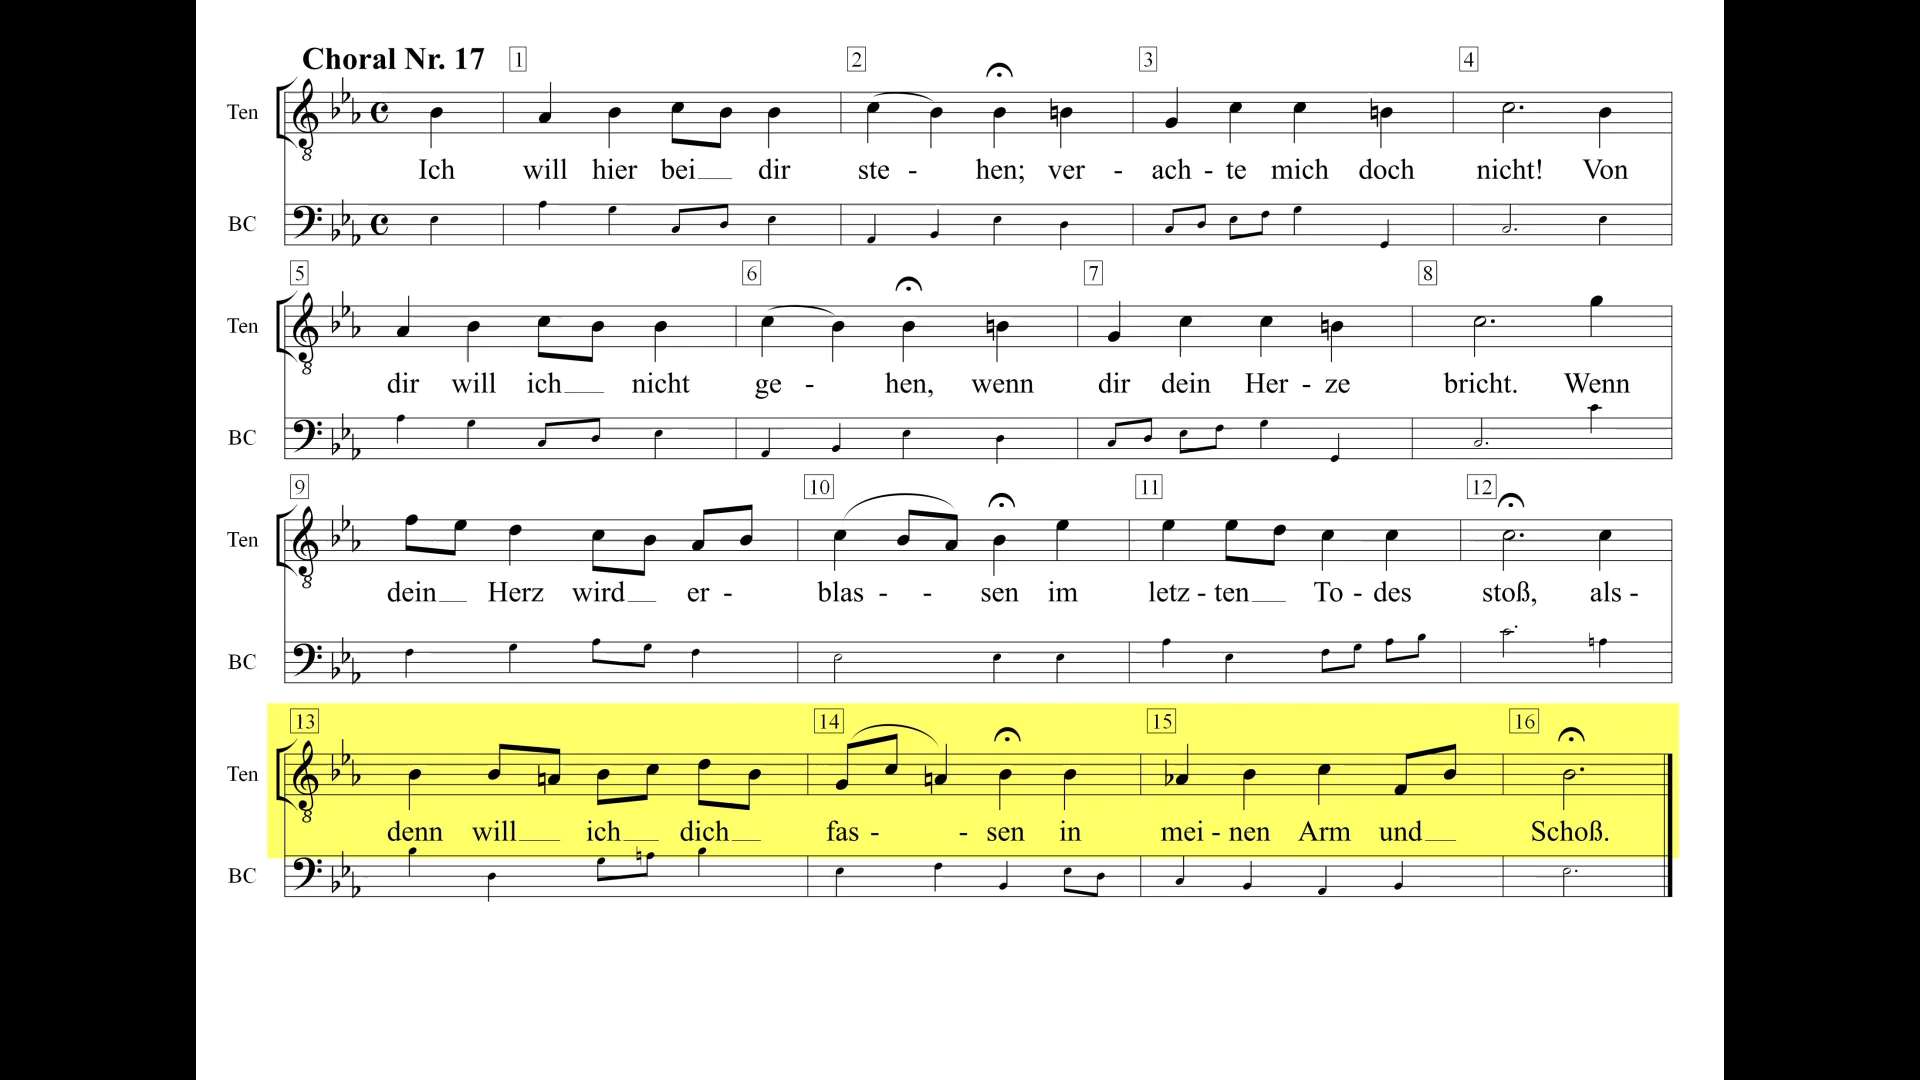 Choral Nr. 17 1 2 3 4
Ten
8
Ich will hier bei dir ste - hen; ver - ach - te mich doch nicht! Von
BC
5 6 7 8
Ten
8
dir will ich nicht ge - hen, wenn dir dein Her - ze bricht. Wenn
BC
9 10 11 12
Ten
8
dein Herz wird er - blas - - sen im letz - ten To - des stoß, als -
BC
13 14 15 16
Ten
8
denn will ich dich fas - - sen in mei - nen Arm und Schoß.
BC